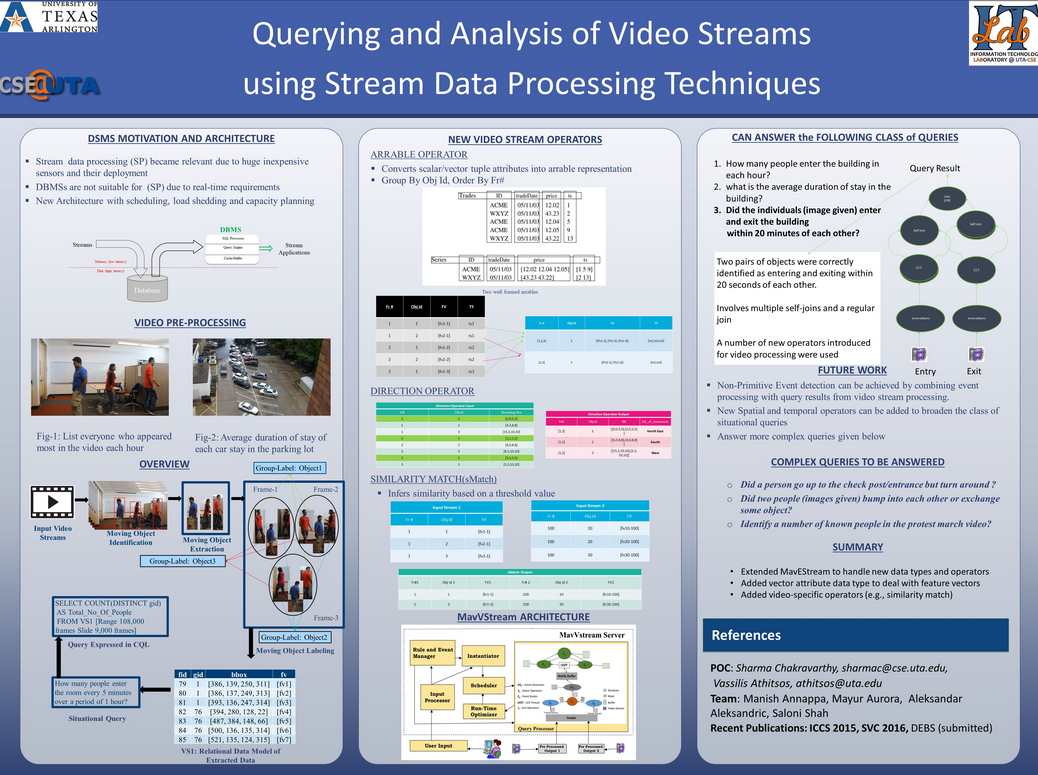 UNIVERSITY OF
TEXAS
ARLINGTON
CSE@UTA
Querying and Analysis of Video Streams
using Stream Data Processing Techniques
IT
Lab
INFORMATION TECHNOLOGY
LABORATORY @ UTA-CSE
DSMS MOTIVATION AND ARCHITECTURE
Stream data processing (SP) became relevant due to huge inexpensive
sensors and their deployment
DBMSs are not suitable for (SP) due to real-time requirements
New Architecture with scheduling, load shedding and capacity planning
DBMS
SQL Processor
Query Engine
Cache/Buffer
Streams
Stream
Applications
Database
VIDEO PRE-PROCESSING
Fig-1: List everyone who appeared
most in the video each hour
Fig-2: Average duration of stay of
each car stay in the parking lot
OVERVIEW
Group-Label: Object1
Frame-1
Frame-2
Input Video
Streams
Moving Object
Identification
Moving Object
Extraction
Group-Label: Object3
Frame-3
Group-Label: Object2
Moving Object Labeling
SELECT COUNT(DISTINCT gid)
AS Total_No_Of_People
FROM VS1 [Range 108,000
frames Slide 9,000 frames]
Query Expressed in CQL
How many people enter
the room every 5 minutes
over a period of 1 hour?
Situational Query
fid gid bbox fv
79 1 [386, 139, 250, 311] [fv1]
80 1 [386, 137, 249, 313] [fv2]
81 1 [393, 136, 247, 314] [fv3]
82 76 [394, 280, 128, 22] [fv4]
83 76 [487, 384, 148, 66] [fv5]
84 76 [500, 136, 135, 314] [fv6]
85 76 [521, 135, 124, 315] [fv7]
VS1: Relational Data Model of
Extracted Data
NEW VIDEO STREAM OPERATORS
ARRABLE OPERATOR
Converts scalar/vector tuple attributes into arrable representation
Group By Obj Id, Order By Fr#
Trades ID tradeDate price ts
ACME 05/11/03 12.02 1
WXYZ 05/11/03 43.23 2
ACME 05/11/03 12.04 5
ACME 05/11/03 12.05 9
WXYZ 05/11/03 43.22 13
Series ID tradeDate price ts
ACME 05/11/03 [12.02 12.04 12.05] [1 5 9]
WXYZ 05/11/03 [43.23 43.22] [2 13]
Two well formed arrables
Fr # Obj Id FV TS
1 1 [fv1-1] ts1
1 2 [fv2-1] ts1
2 1 [fv1-2] ts2
2 2 [fv2-2] ts2
3 1 [fv1-3] ts3
DIRECTION OPERATOR
Direction Operator Input
Direction Operator Output
North East
South
West
SIMILARITY MATCH(sMatch)
Infers similarity based on a threshold value
Input Stream 1
Fr # Obj Id FV
1 1 [fv1-1]
1 2 [fv2-1]
1 3 [fv3-1]
Input Stream 2
Fr # Obj Id FV
100 10 [fv10-100]
100 20 [fv20-100]
100 30 [fv30-100]
sMatch Output
MavVStream ARCHITECTURE
MavVstream Server
Rule and Event
Manager
Instantiator
Scheduler
Input
Processor
Run-Time
Optimizer
Query Processor
User Input
Pre Processed
Output 1
Pre Processed
Output 2
CAN ANSWER the FOLLOWING CLASS of QUERIES
1. How many people enter the building in
each hour?
2. what is the average duration of stay in the
building?
3. Did the individuals (image given) enter
and exit the building
within 20 minutes of each other?
Query Result
Two pairs of objects were correctly
identified as entering and exiting within
20 seconds of each other.
Involves multiple self-joins and a regular
join
A number of new operators introduced
for video processing were used
Entry
Exit
FUTURE WORK
Non-Primitive Event detection can be achieved by combining event
processing with query results from video stream processing.
New Spatial and temporal operators can be added to broaden the class of
situational queries
Answer more complex queries given below
COMPLEX QUERIES TO BE ANSWERED
Did a person go up to the check post/entrance but turn around ?
Did two people (images given) bump into each other or exchange
some object?
Identify a number of known people in the protest march video?
SUMMARY
Extended MavEStream to handle new data types and operators
Added vector attribute data type to deal with feature vectors
Added video-specific operators (e.g., similarity match)
References
POC: Sharma Chakravarthy, sharmac@cse.uta.edu,
Vassilis Athitsos, athitsos@uta.edu
Team: Manish Annappa, Mayur Aurora, Aleksandar
Aleksandric, Saloni Shah
Recent Publications: ICCS 2015, SVC 2016, DEBS (submitted)